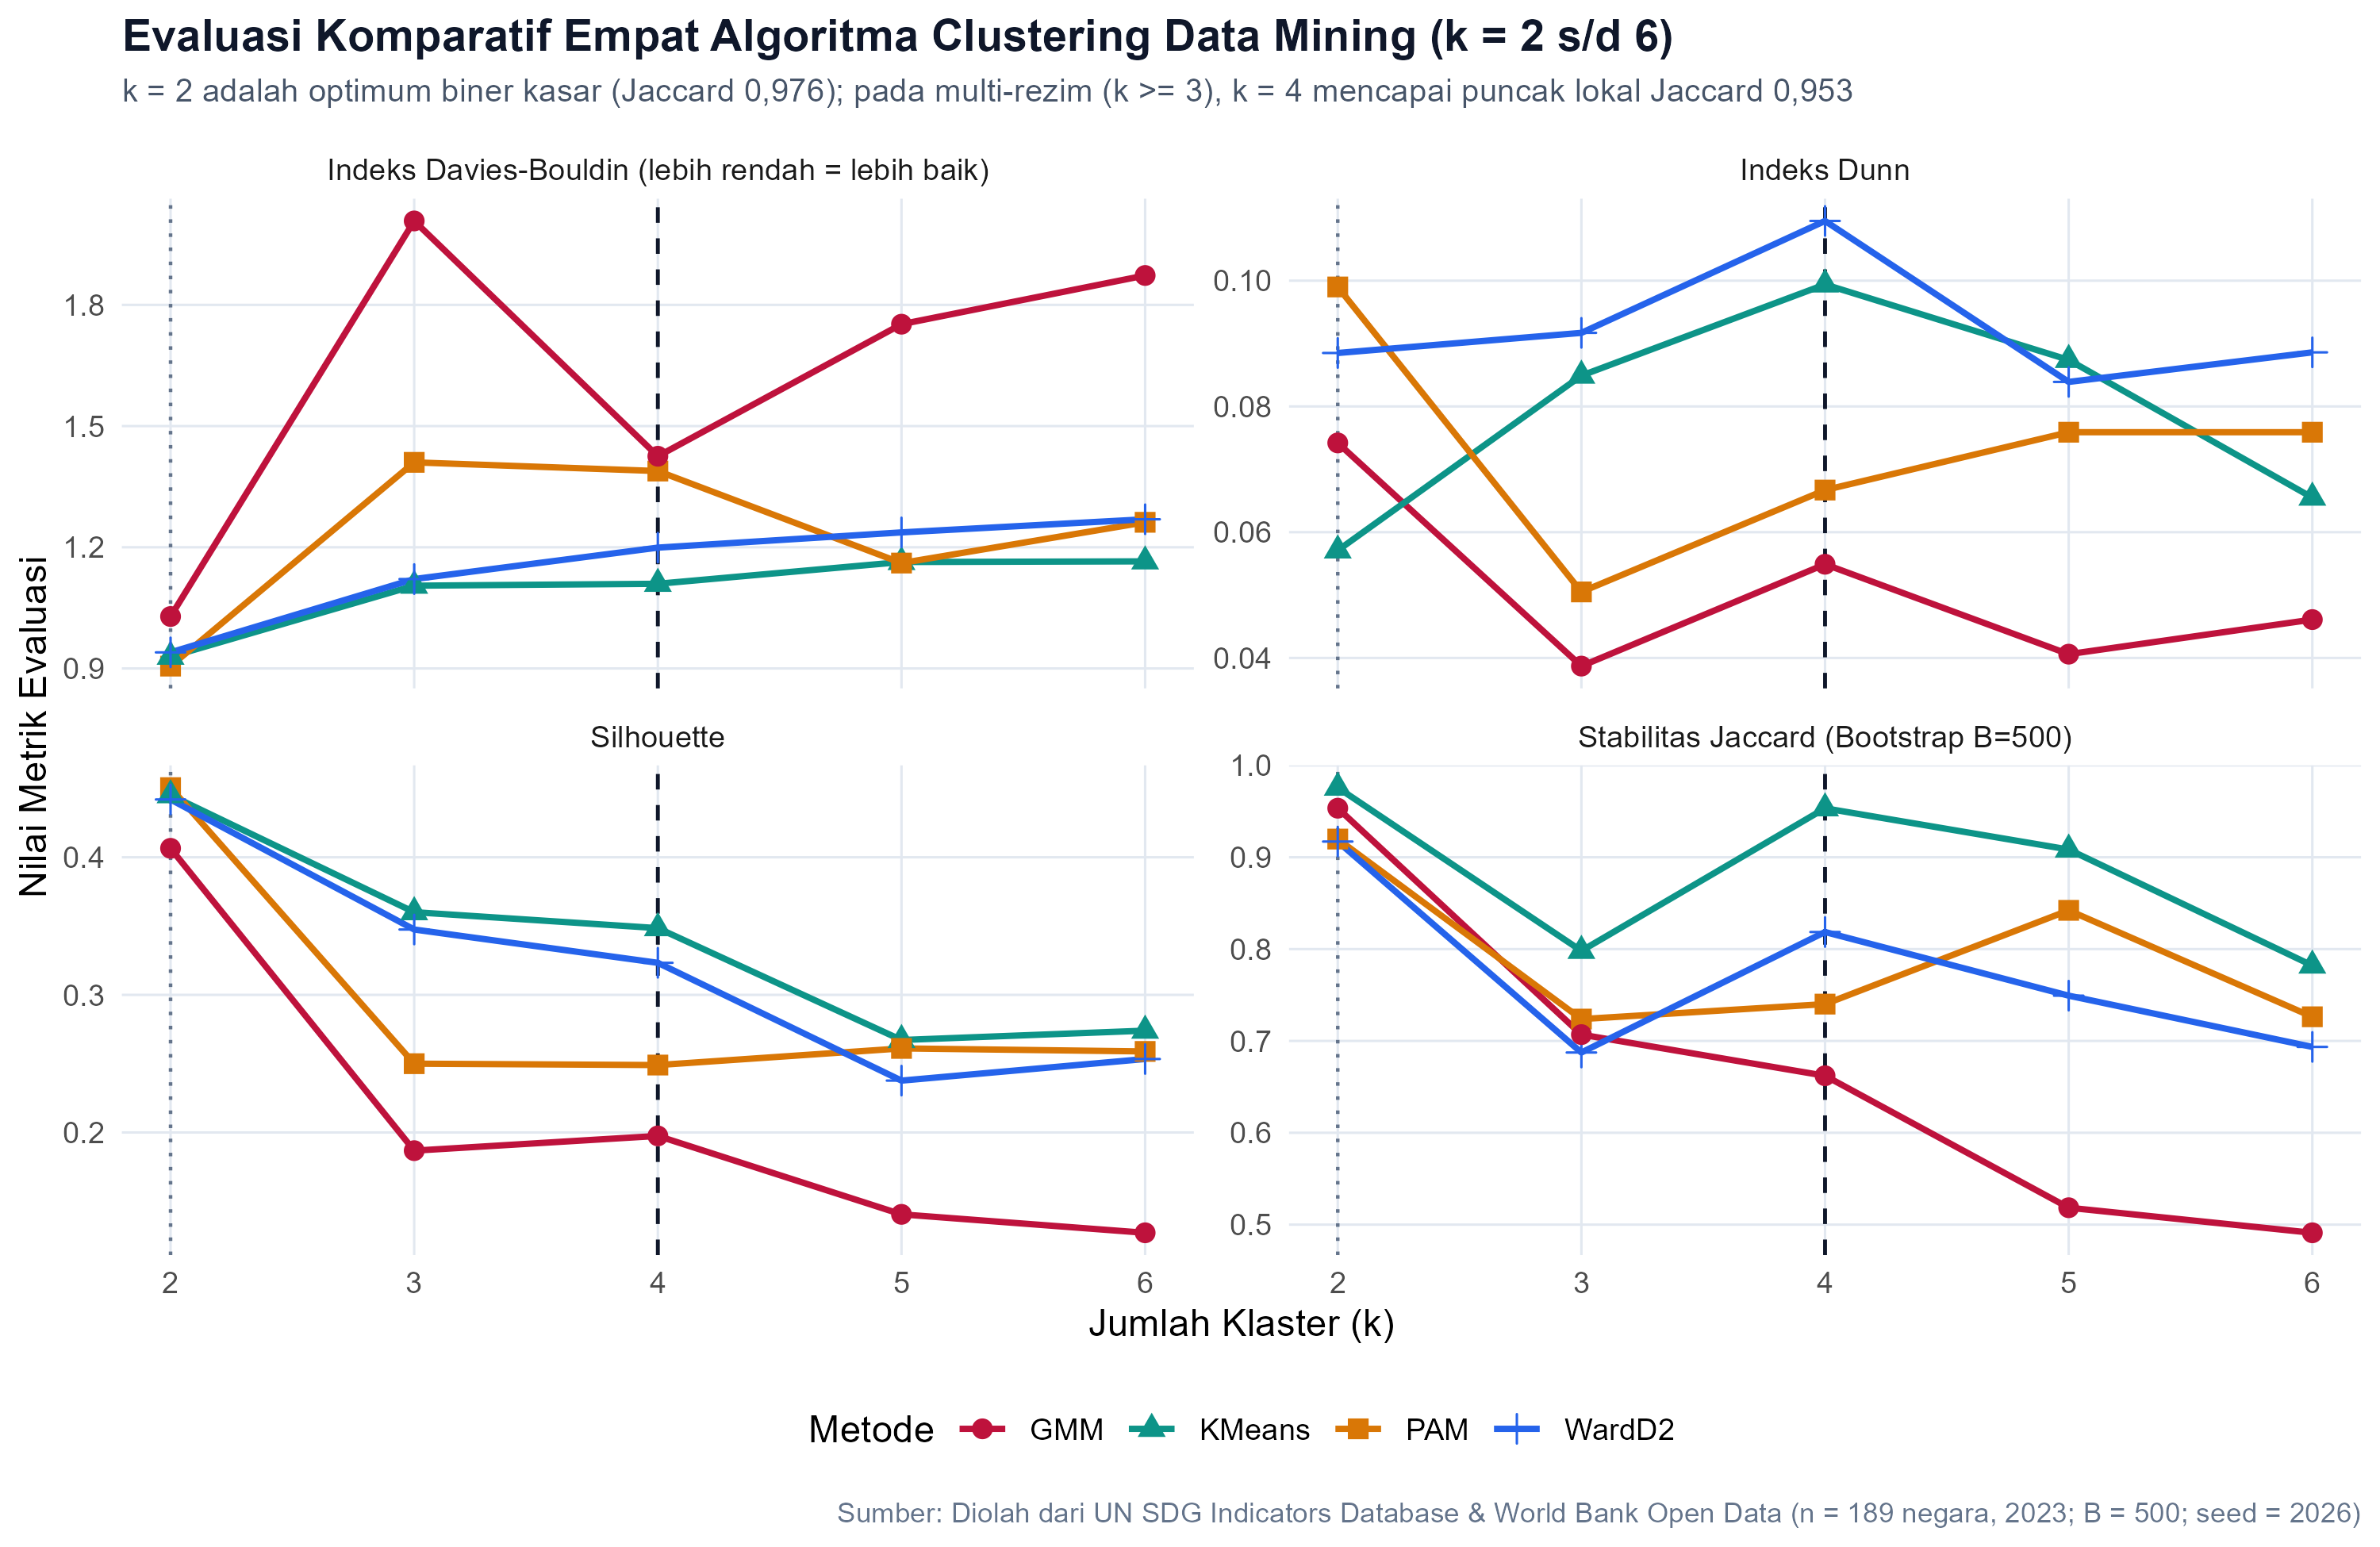 Evaluasi Komparatif Empat Algoritma Clustering Data Mining (k = 2 s/d 6)
k = 2 adalah optimum biner kasar (Jaccard 0,976); pada multi-rezim (k >= 3), k = 4 mencapai puncak lokal Jaccard 0,953
Nilai Metrik Evaluasi
Indeks Davies-Bouldin (lebih rendah = lebih baik)
1.8
1.5
1.2
0.9
Indeks Dunn
0.10
0.08
0.06
0.04
Silhouette
0.4
0.3
0.2
2 3 4 5 6
Stabilitas Jaccard (Bootstrap B=500)
1.0
0.9
0.8
0.7
0.6
0.5
2 3 4 5 6
Jumlah Klaster (k)
Metode GMM KMeans PAM WardD2
Sumber: Diolah dari UN SDG Indicators Database & World Bank Open Data (n = 189 negara, 2023; B = 500; seed = 2026)